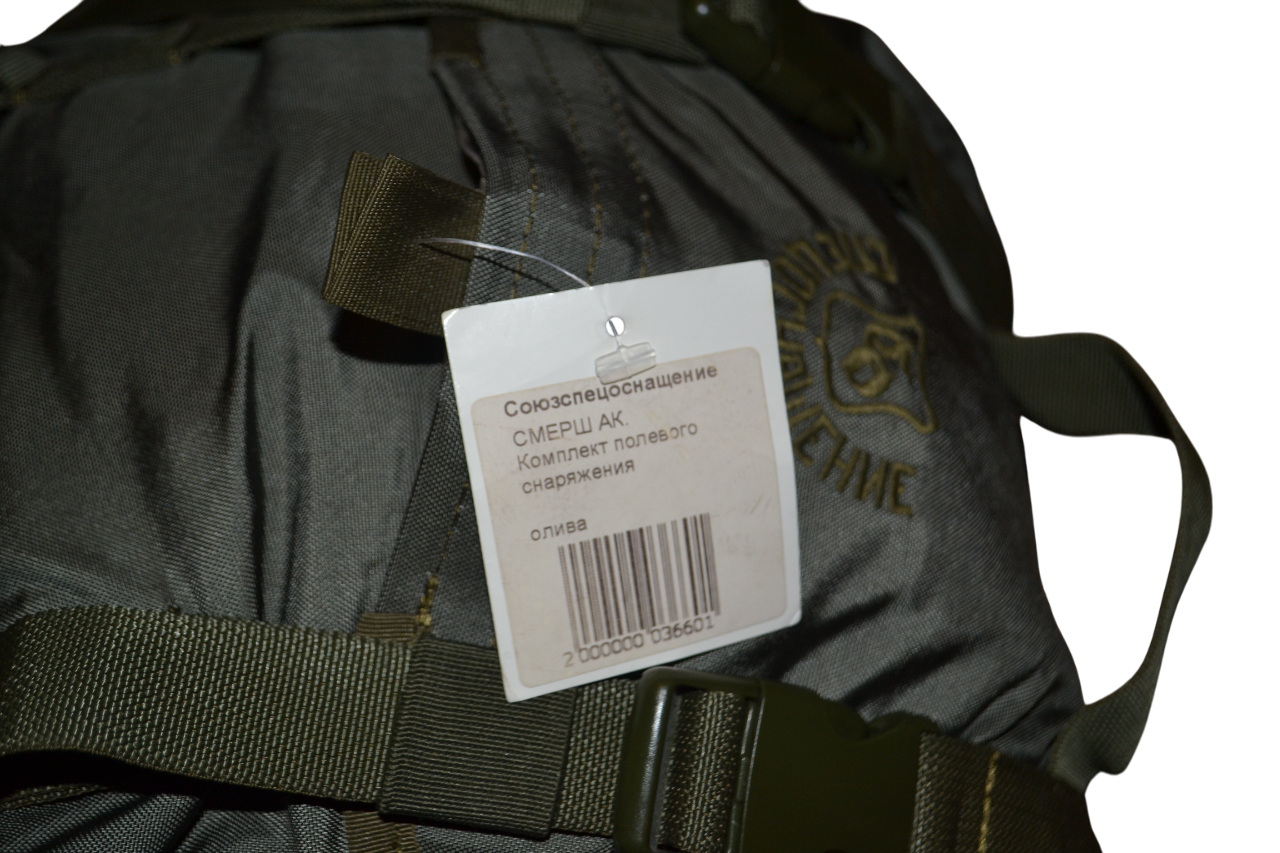 Союзспецоснащение
СМЕРШ АК.
Комплект полевого
снаряжения
олива
2 000000 036601